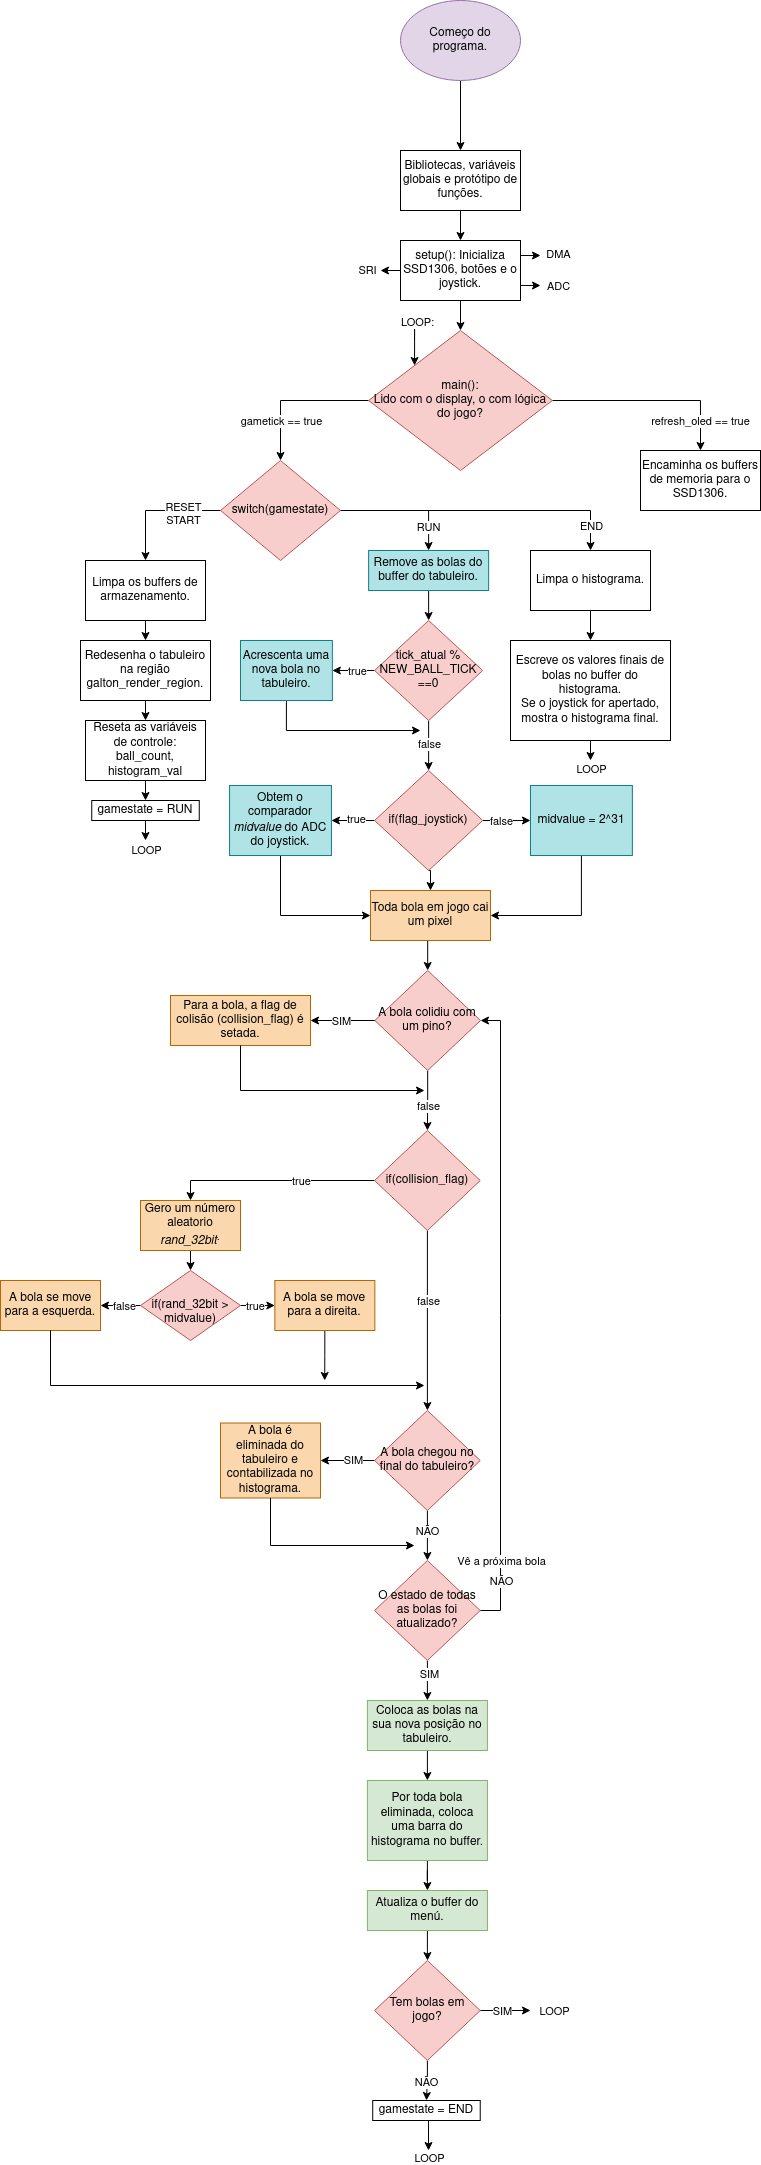 Começo do
programa.
Bibliotecas, variáveis
globais e protótipo de
funções.
setup(): Inicializa
SSD1306, botões e o
joystick.
SRI
DMA
ADC
LOOP:
main():
Lido com o display, o com lógica
do jogo?
gametick == true
refresh_oled == true
Encaminha os buffers
de memoria para o
SSD1306.
switch(gamestate)
RESET
START
RUN
END
Limpa os buffers de
armazenamento.
Remove as bolas do
buffer do tabuleiro.
Limpa o histograma.
Redesenha o tabuleiro
na região
galton_render_region.
Acrescenta uma
nova bola no
tabuleiro.
true
tick_atual %
NEW_BALL_TICK
==0
Escreve os valores finais de
bolas no buffer do
histograma.
Se o joystick for apertado,
mostra o histograma final.
Reseta as variáveis
de controle:
ball_count,
histogram_val
false
LOOP
gamestate = RUN
LOOP
Obtem o
comparador
midvalue do ADC
do joystick.
true
if(flag_joystick)
false
midvalue = 2^31
Toda bola em jogo cai
um pixel
Para a bola, a flag de
colisão (collision_flag) é
setada.
SIM
A bola colidiu com
um pino?
false
if(collision_flag)
true
Gero um número
aleatorio
rand_32bit
A bola se move
para a esquerda.
false
if(rand_32bit >
midvalue)
true
A bola se move
para a direita.
false
A bola é
eliminada do
tabuleiro e
contabilizada no
histograma.
SIM
A bola chegou no
final do tabuleiro?
NÃO
Vê a próxima bola
NÃO
O estado de todas
as bolas foi
atualizado?
SIM
Coloca as bolas na
sua nova posição no
tabuleiro.
Por toda bola
eliminada, coloca
uma barra do
histograma no buffer.
Atualiza o buffer do
menú.
Tem bolas em
jogo?
SIM
LOOP
NÃO
gamestate = END
LOOP